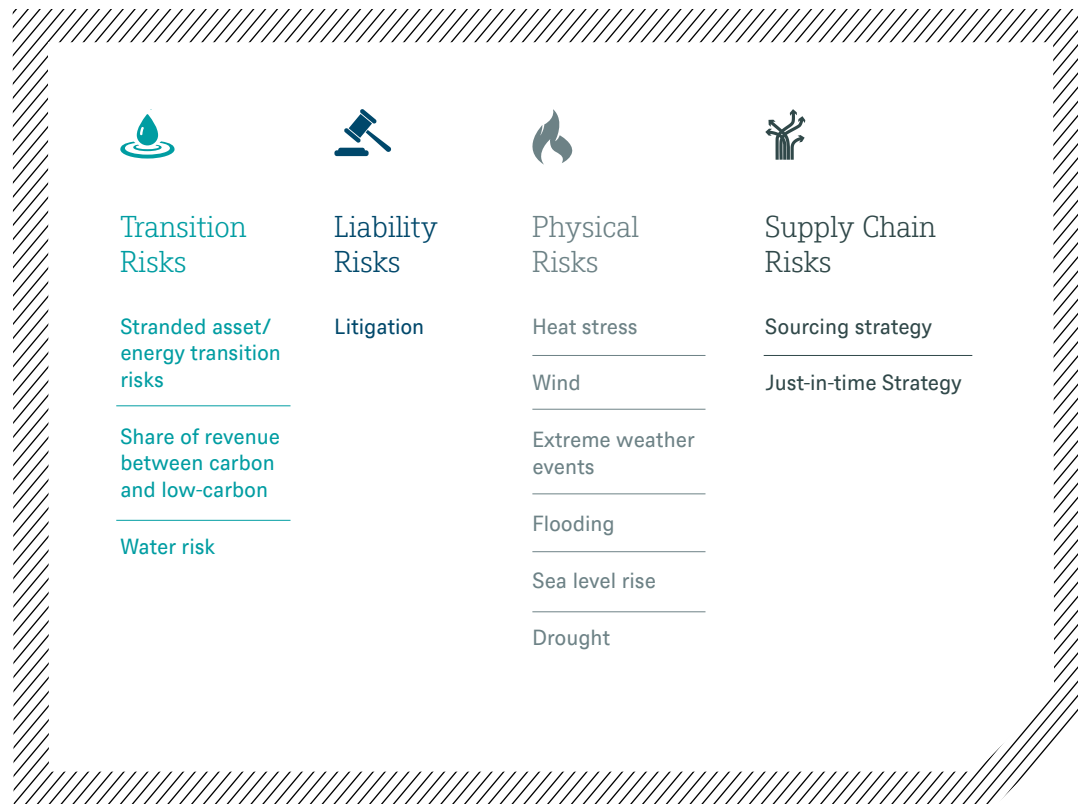 Transition
Risks
Stranded asset/
energy transition
risks
Share of revenue
between carbon
and low-carbon
Water risk
Liability
Risks
Litigation
Physical
Risks
Heat stress
Wind
Extreme weather
events
Flooding
Sea level rise
Drought
Supply Chain
Risks
Sourcing strategy
Just-in-time Strategy